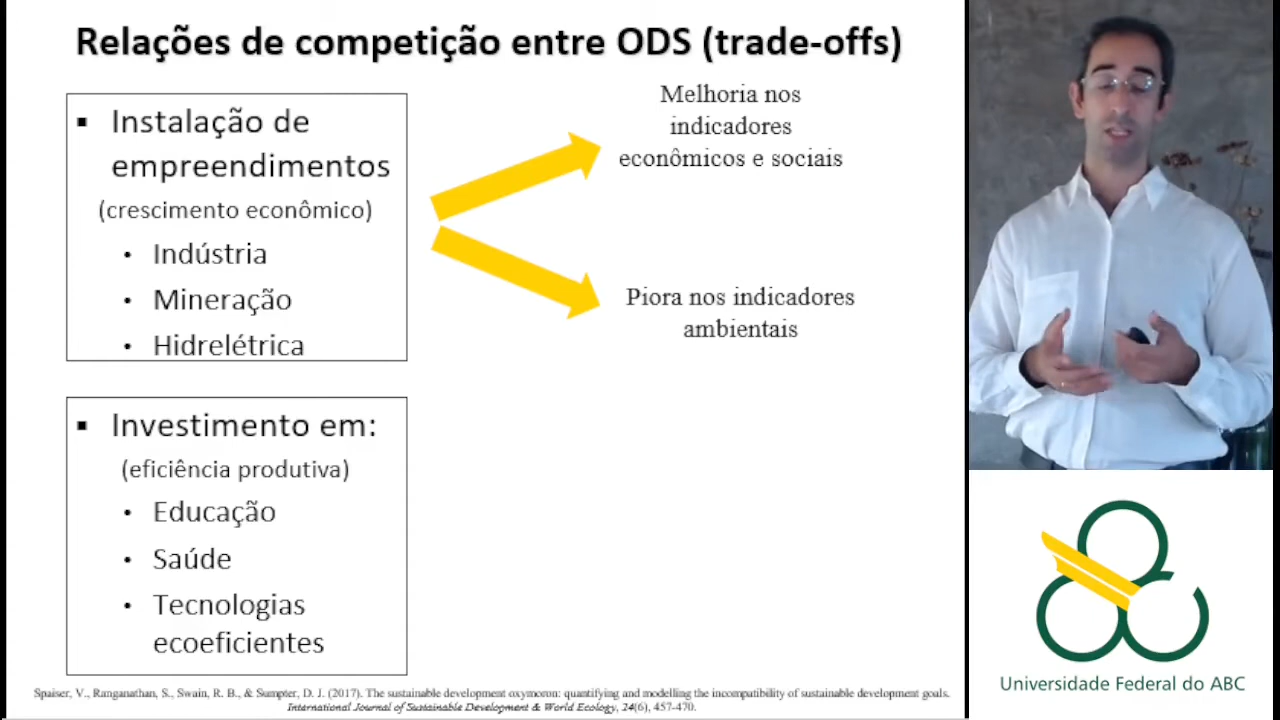 Relações de competição entre ODS (trade-offs)
▪ Instalação de
empreendimentos
(crescimento econômico)
• Indústria
• Mineração
• Hidrelétrica
Melhoria nos
indicadores
econômicos e sociais
Piora nos indicadores
ambientais
▪ Investimento em:
(eficiência produtiva)
• Educação
• Saúde
• Tecnologias
ecoeficientes
Spaiser, V., Ranganathan, S., Swain, R. B., & Sumpter, D. J. (2017). The sustainable development oxymoron: quantifying and modelling the incompatibility of sustainable development goals.
International Journal of Sustainable Development & World Ecology, 24(6), 457-470.
Universidade Federal do ABC